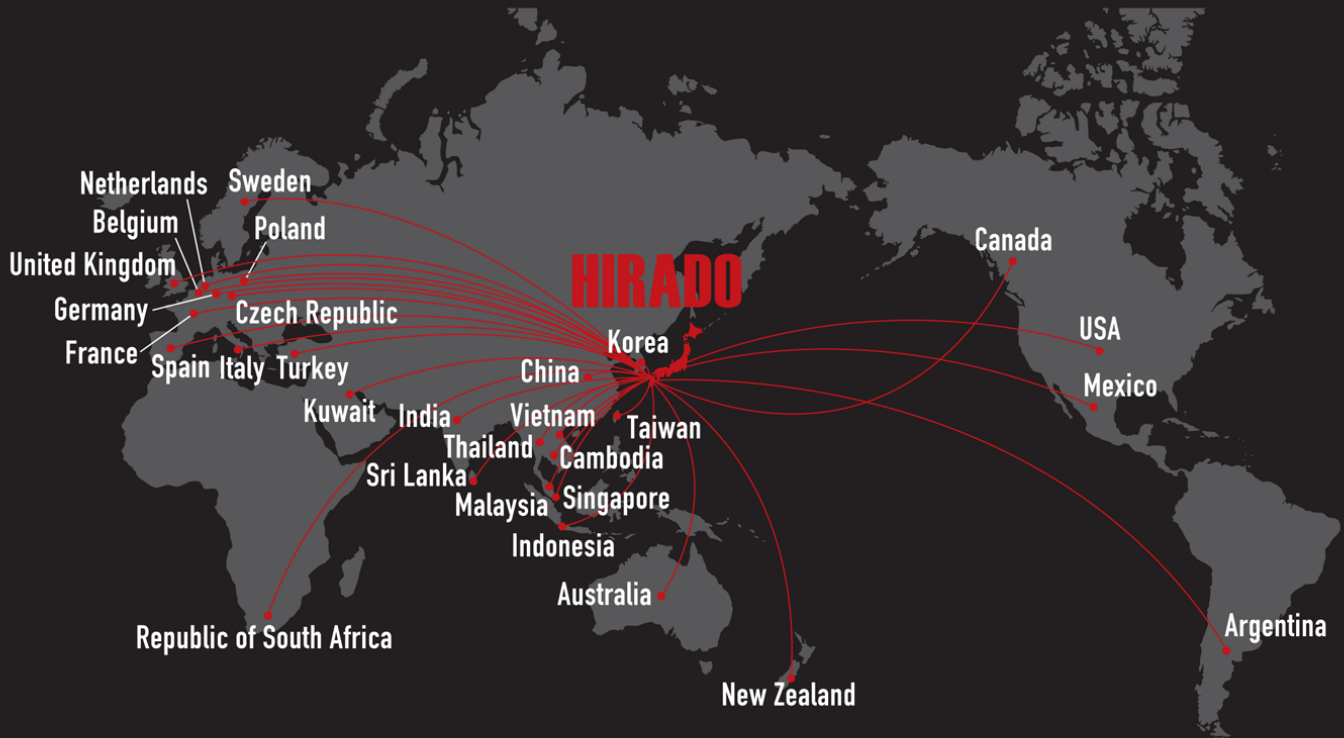 Netherlands
Sweden
Belgium
Poland
United Kingdom
Canada
HIRADO
Germany
Czech Republic
USA
France
Korea
Spain
Italy
Turkey
China
Mexico
Kuwait
India
Vietnam
Taiwan
Thailand
Cambodia
Sri Lanka
Malaysia
Singapore
Indonesia
Australia
Argentina
Republic of South Africa
New Zealand